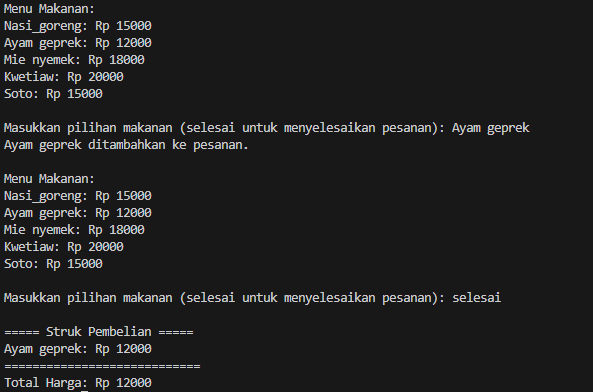 Menu Makanan:
Nasi_goreng: Rp 15000
Ayam geprek: Rp 12000
Mie nyemek: Rp 18000
Kwetiaw: Rp 20000
Soto: Rp 15000
Masukkan pilihan makanan (selesai untuk menyelesaikan pesanan): Ayam geprek
Ayam geprek ditambahkan ke pesanan.
Menu Makanan:
Nasi_goreng: Rp 15000
Ayam geprek: Rp 12000
Mie nyemek: Rp 18000
Kwetiaw: Rp 20000
Soto: Rp 15000
Masukkan pilihan makanan (selesai untuk menyelesaikan pesanan): selesai
===== Struk Pembelian =====
Ayam geprek: Rp 12000
============================
Total Harga: Rp 12000